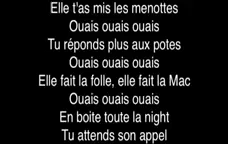 Elle t'as mis les menottes
Ouais ouais ouais
Tu réponds plus aux potes
Ouais ouais ouais
Elle fait la folle, elle fait la Mac
Ouais ouais ouais
En boite toute la night
Tu attends son appel